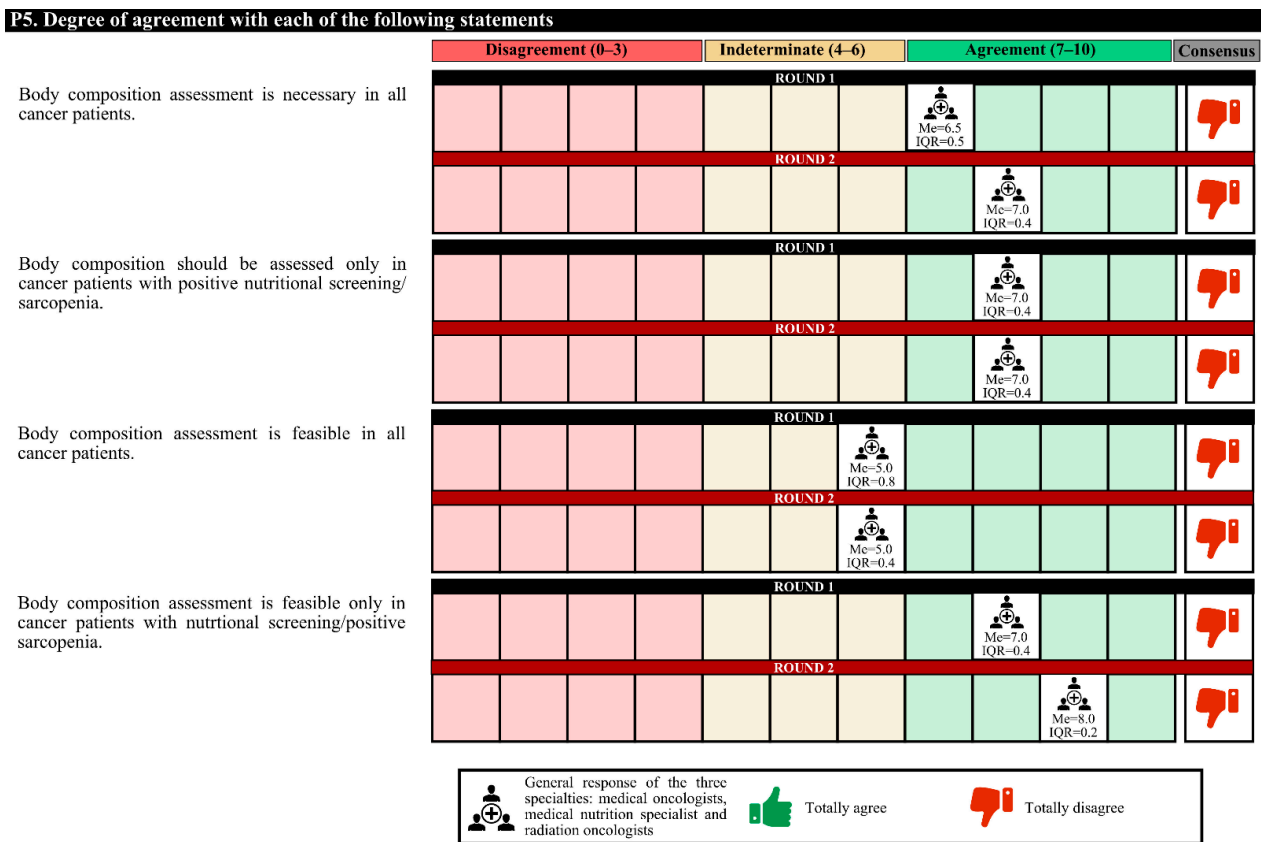 P5. Degree of agreement with each of the following statements
Disagreement (0–3) Indeterminate (4–6) Agreement (7–10) Consensus
ROUND 1
Body composition assessment is necessary in all
cancer patients.
Me=6.5
IQR=0.5
ROUND 2
Me=7.0
IQR=0.4
ROUND 1
Body composition should be assessed only in
cancer patients with positive nutritional screening/
sarcopenia.
Me=7.0
IQR=0.4
ROUND 2
Me=7.0
IQR=0.4
ROUND 1
Body composition assessment is feasible in all
cancer patients.
Me=5.0
IQR=0.8
ROUND 2
Me=5.0
IQR=0.4
ROUND 1
Body composition assessment is feasible only in
cancer patients with nutrtional screening/positive
sarcopenia.
Me=7.0
IQR=0.4
ROUND 2
Me=8.0
IQR=0.2
General response of the three
specialties: medical oncologists,
medical nutrition specialist and
radiation oncologists
Totally agree
Totally disagree